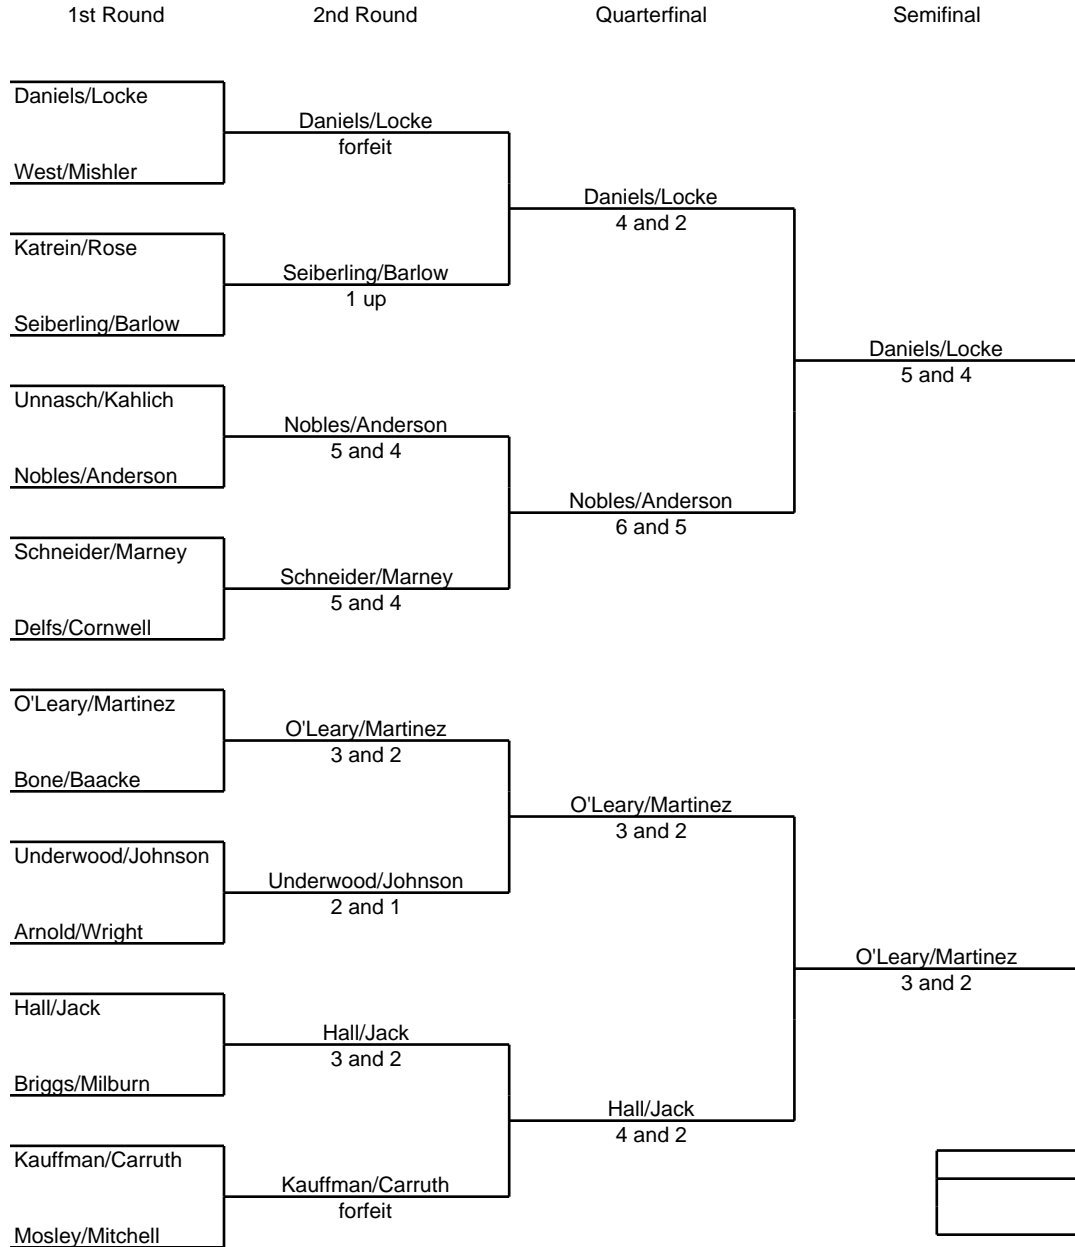 1st Round
2nd Round
Quarterfinal
Semifinal
Daniels/Locke
Daniels/Locke
forfeit
West/Mishler
Daniels/Locke
4 and 2
Katrein/Rose
Seiberling/Barlow
1 up
Seiberling/Barlow
Daniels/Locke
5 and 4
Unnasch/Kahlich
Nobles/Anderson
5 and 4
Nobles/Anderson
Nobles/Anderson
6 and 5
Schneider/Marney
Schneider/Marney
5 and 4
Delfs/Cornwell
O'Leary/Martinez
O'Leary/Martinez
3 and 2
Bone/Baacke
O'Leary/Martinez
3 and 2
Underwood/Johnson
Underwood/Johnson
2 and 1
Arnold/Wright
O'Leary/Martinez
3 and 2
Hall/Jack
Hall/Jack
3 and 2
Briggs/Milburn
Hall/Jack
4 and 2
Kauffman/Carruth
Kauffman/Carruth
forfeit
Mosley/Mitchell